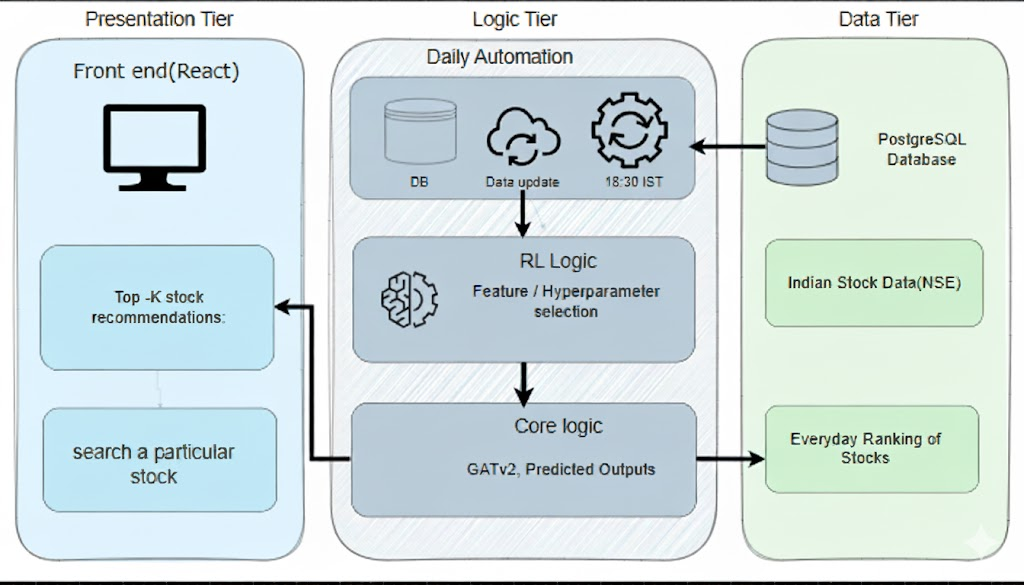 Presentation Tier
Front end(React)
Top -K stock
recommendations:
search a particular
stock
Logic Tier
Daily Automation
DB
Data update
18:30 IST
RL Logic
Feature / Hyperparameter
selection
Core logic
GATv2, Predicted Outputs
Data Tier
PostgreSQL
Database
Indian Stock Data(NSE)
Everyday Ranking of
Stocks